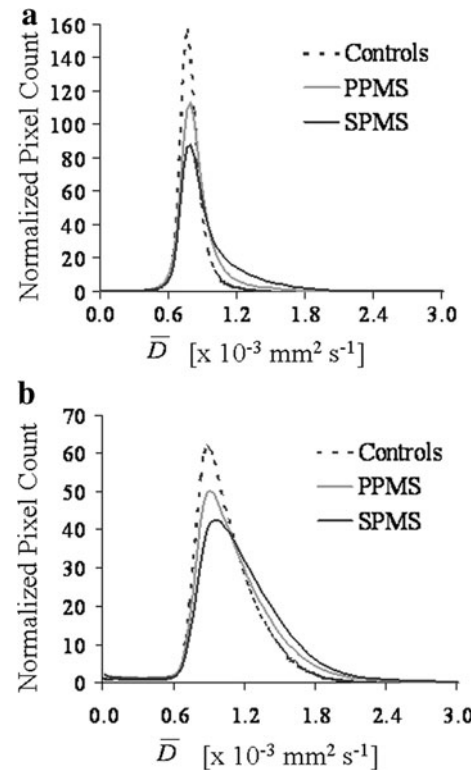 a
160
140
120
100
80
60
40
20
0
Normalized Pixel Count
Controls
PPMS
SPMS
0.0 0.6 1.2 1.8 2.4 3.0
D̅ [x 10⁻³ mm² s⁻¹]
b
70
60
50
40
30
20
10
0
Normalized Pixel Count
Controls
PPMS
SPMS
0.0 0.6 1.2 1.8 2.4 3.0
D̅ [x 10⁻³ mm² s⁻¹]